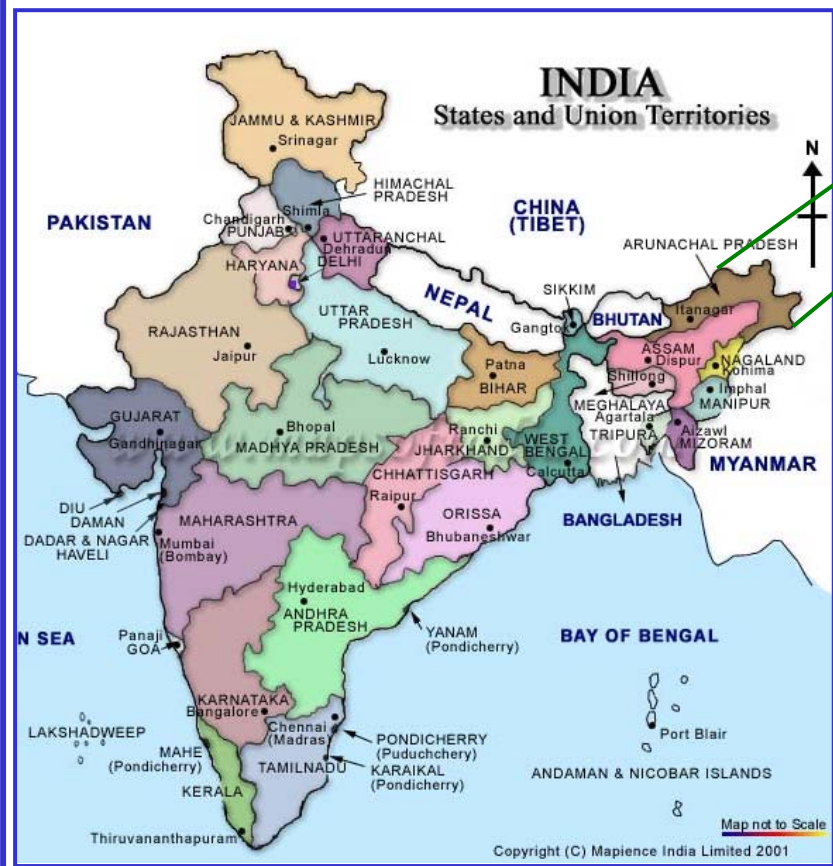 INDIA
States and Union Territories
N
JAMMU & KASHMIR
Srinagar
HIMACHAL
PRADESH
PAKISTAN
CHINA
(TIBET)
Chandigarh
PUNJAB
Shimla
UTTARANCHAL
Dehradun
DELHI
HARYANA
ARUNACHAL PRADESH
RAJASTHAN
Jaipur
UTTAR
PRADESH
Lucknow
NEPAL
SIKKIM
Gangtok
BHUTAN
Itanagar
ASSAM
Dispur
NAGALAND
Kohima
Shillong
MEGHALAYA
Imphal
MANIPUR
Agartala
TRIPURA
Aizawl
MIZORAM
MYANMAR
Patna
BIHAR
GUJARAT
Gandhinagar
Bhopal
MADHYA PRADESH
Ranchi
JHARKHAND
WEST
BENGAL
Calcutta
CHHATTISGARH
Raipur
ORISSA
Bhubaneshwar
BANGLADESH
DIU
DAMAN
DADAR & NAGAR
HAVELI
MAHARASHTRA
Mumbai
(Bombay)
Hyderabad
ANDHRA
PRADESH
YANAM
(Pondicherry)
BAY OF BENGAL
N SEA
Panaji
GOA
KARNATAKA
Bangalore
Chennai
(Madras)
PONDICHERRY
(Puduchchery)
KARAIKAL
(Pondicherry)
LAKSHADWEEP
MAHE
(Pondicherry)
TAMILNADU
KERALA
Thiruvananthapuram
Port Blair
ANDAMAN & NICOBAR ISLANDS
Map not to Scale
Copyright (C) Mapience India Limited 2001